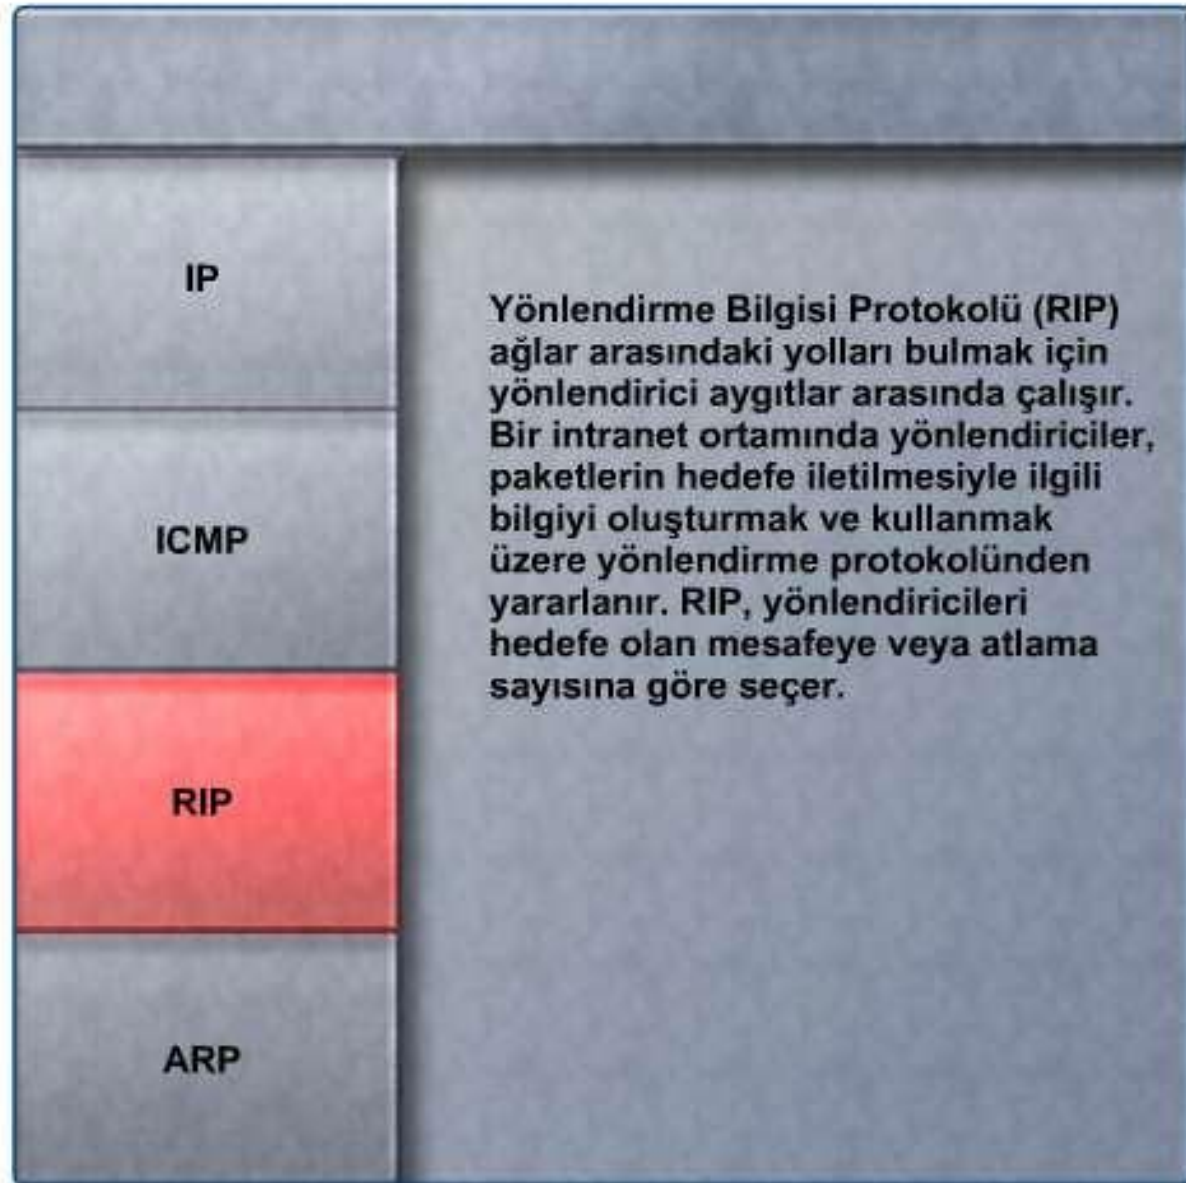 IP
ICMP
RIP
ARP
Yönlendirme Bilgisi Protokolü (RIP)
ağlar arasındaki yolları bulmak için
yönlendirici aygıtlar arasında çalışır.
Bir intranet ortamında yönlendiriciler,
paketlerin hedefe iletilmesiyle ilgili
bilgiyi oluşturmak ve kullanmak
üzere yönlendirme protokolünden
yararlanır. RIP, yönlendiricileri
hedefe olan mesafeye veya atlama
sayısına göre seçer.